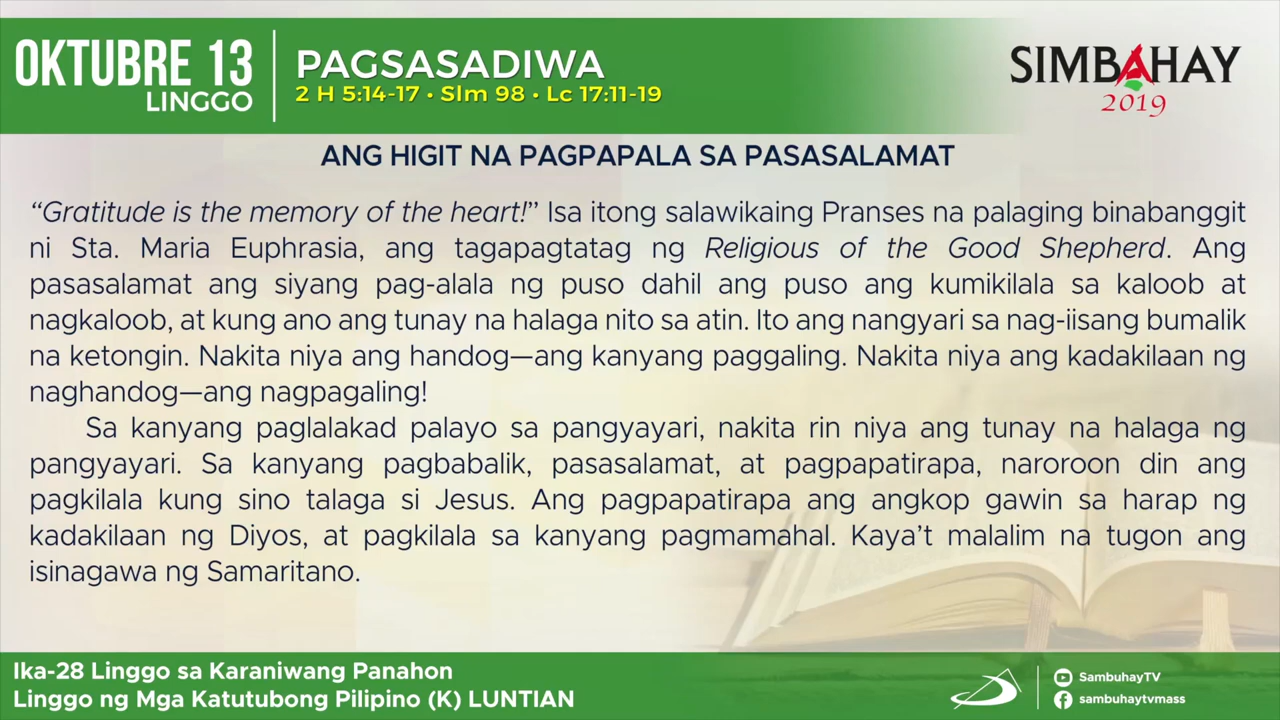 OKTUBRE 13
LINGGO
PAGSASADIWA
2 H 5:14-17 • Slm 98 • Lc 17:11-19
SIMBAHAY
2019
ANG HIGIT NA PAGPAPALA SA PASASALAMAT
“Gratitude is the memory of the heart!” Isa itong salawikaing Pranses na palaging binabanggit
ni Sta. Maria Euphrasia, ang tagapagtatag ng Religious of the Good Shepherd. Ang
pasasalamat ang siyang pag-alala ng puso dahil ang puso ang kumikilala sa kaloob at
nagkaloob, at kung ano ang tunay na halaga nito sa atin. Ito ang nangyari sa nag-iisang bumalik
na ketongin. Nakita niya ang handog—ang kanyang paggaling. Nakita niya ang kadakilaan ng
naghandog—ang nagpagaling!
Sa kanyang paglalakad palayo sa pangyayari, nakita rin niya ang tunay na halaga ng
pangyayari. Sa kanyang pagbabalik, pasasalamat, at pagpapatirapa, naroroon din ang
pagkilala kung sino talaga si Jesus. Ang pagpapatirapa ang angkop gawin sa harap ng
kadakilaan ng Diyos, at pagkilala sa kanyang pagmamahal. Kaya’t malalim na tugon ang
isinagawa ng Samaritano.
Ika-28 Linggo sa Karaniwang Panahon
Linggo ng Mga Katutubong Pilipino (K) LUNTIAN
SambuhayTV
sambuhaytvmass